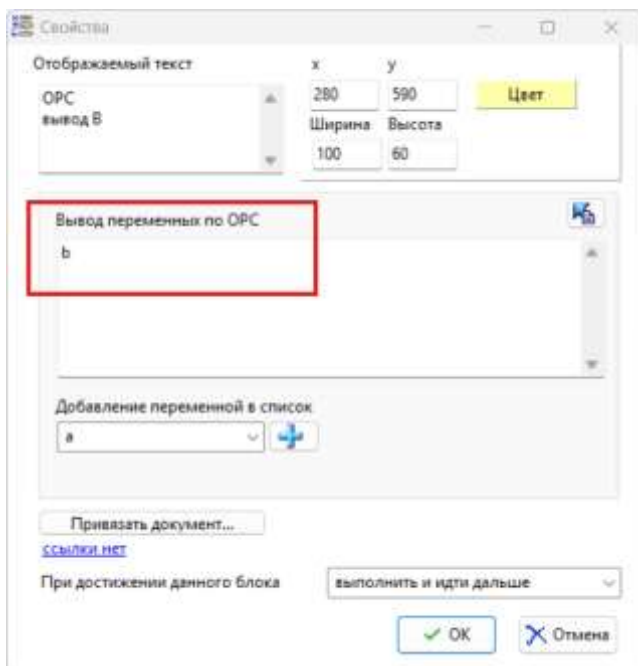 Свойства
Отображаемый текст
x y
OPC
вывод B
280 590
Цвет
Ширина Высота
100 60
Вывод переменных по OPC
b
Добавление переменной в список
a
Привязать документ...
ссылки нет
При достижении данного блока
выполнить и идти дальше
OK
Отмена